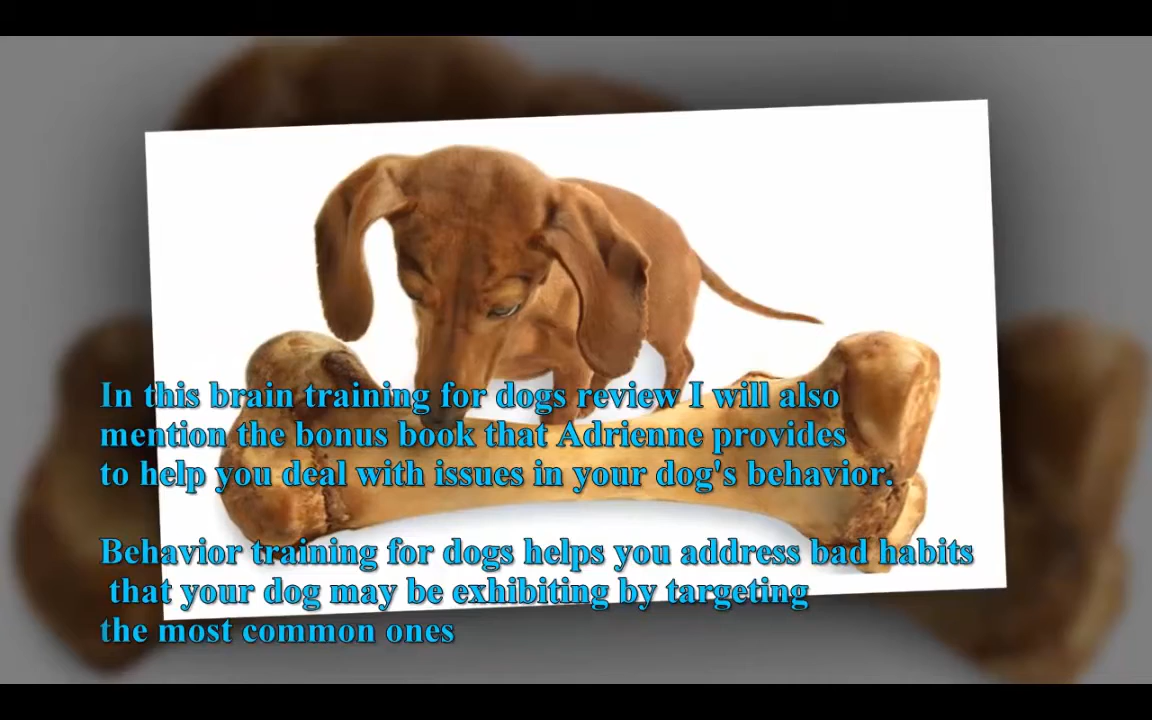 In this brain training for dogs review I will also
mention the bonus book that Adrienne provides
to help you deal with issues in your dog's behavior.
Behavior training for dogs helps you address bad habits
that your dog may be exhibiting by targeting
the most common ones